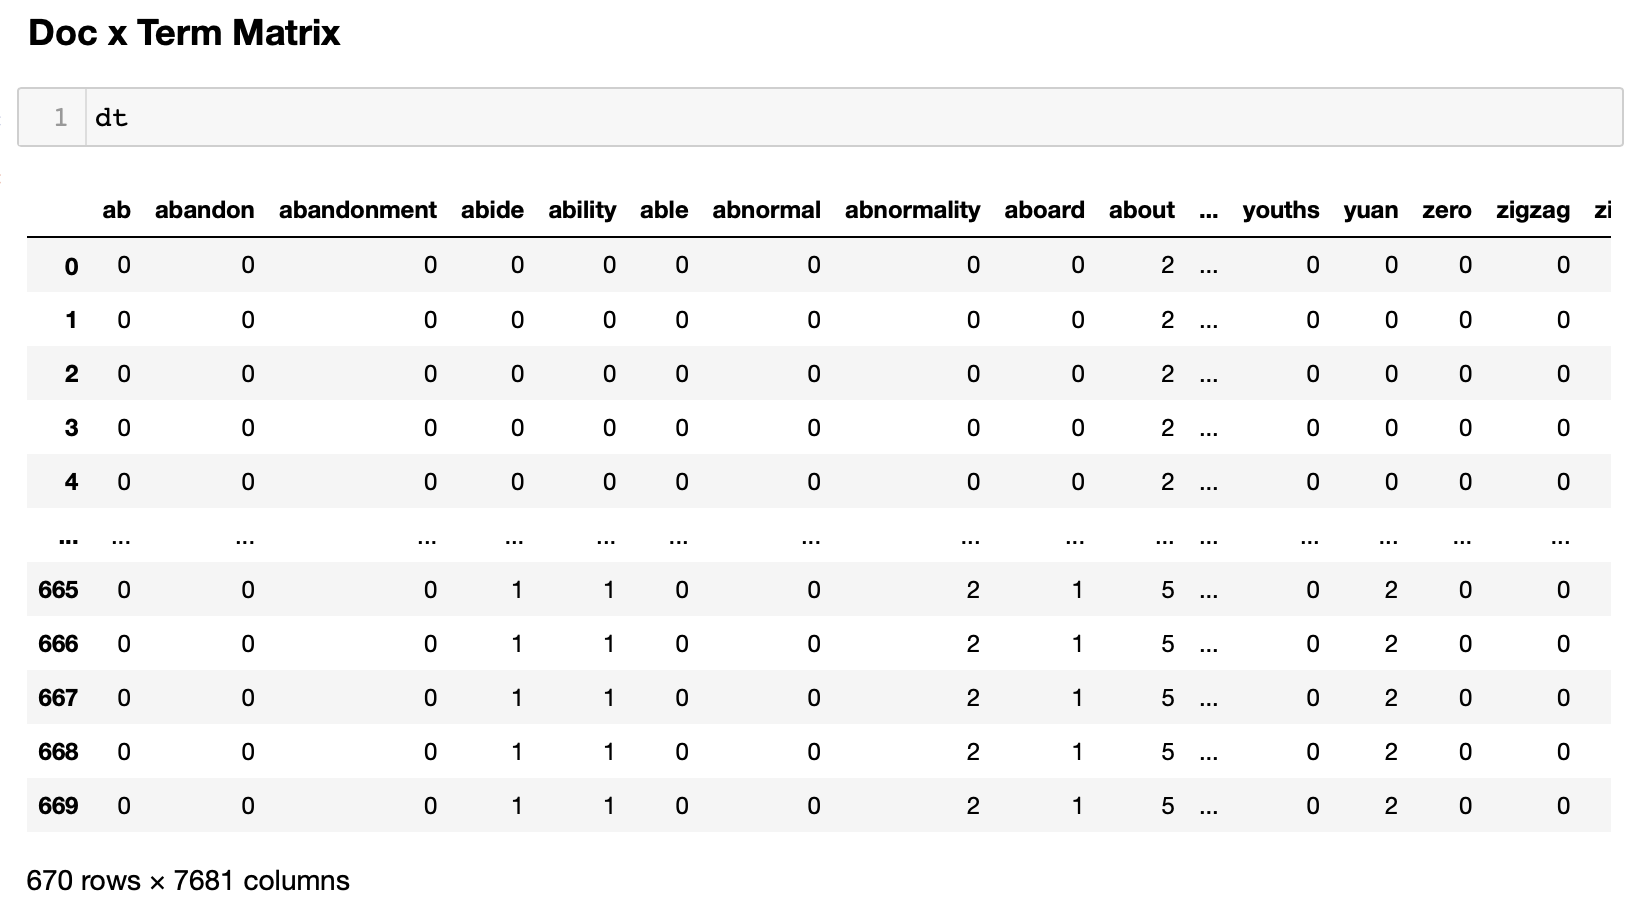 Doc x Term Matrix
1 dt
ab abandon abandonment abide ability able abnormal abnormality aboard about ... youths yuan zero zigzag zi
0 0 0 0 0 0 0 0 0 0 2 ... 0 0 0 0
1 0 0 0 0 0 0 0 0 0 2 ... 0 0 0 0
2 0 0 0 0 0 0 0 0 0 2 ... 0 0 0 0
3 0 0 0 0 0 0 0 0 0 2 ... 0 0 0 0
4 0 0 0 0 0 0 0 0 0 2 ... 0 0 0 0
... ... ... ... ... ... ... ... ... ... ... ... ... ... ... ...
665 0 0 0 1 1 0 0 2 1 5 ... 0 2 0 0
666 0 0 0 1 1 0 0 2 1 5 ... 0 2 0 0
667 0 0 0 1 1 0 0 2 1 5 ... 0 2 0 0
668 0 0 0 1 1 0 0 2 1 5 ... 0 2 0 0
669 0 0 0 1 1 0 0 2 1 5 ... 0 2 0 0
670 rows × 7681 columns